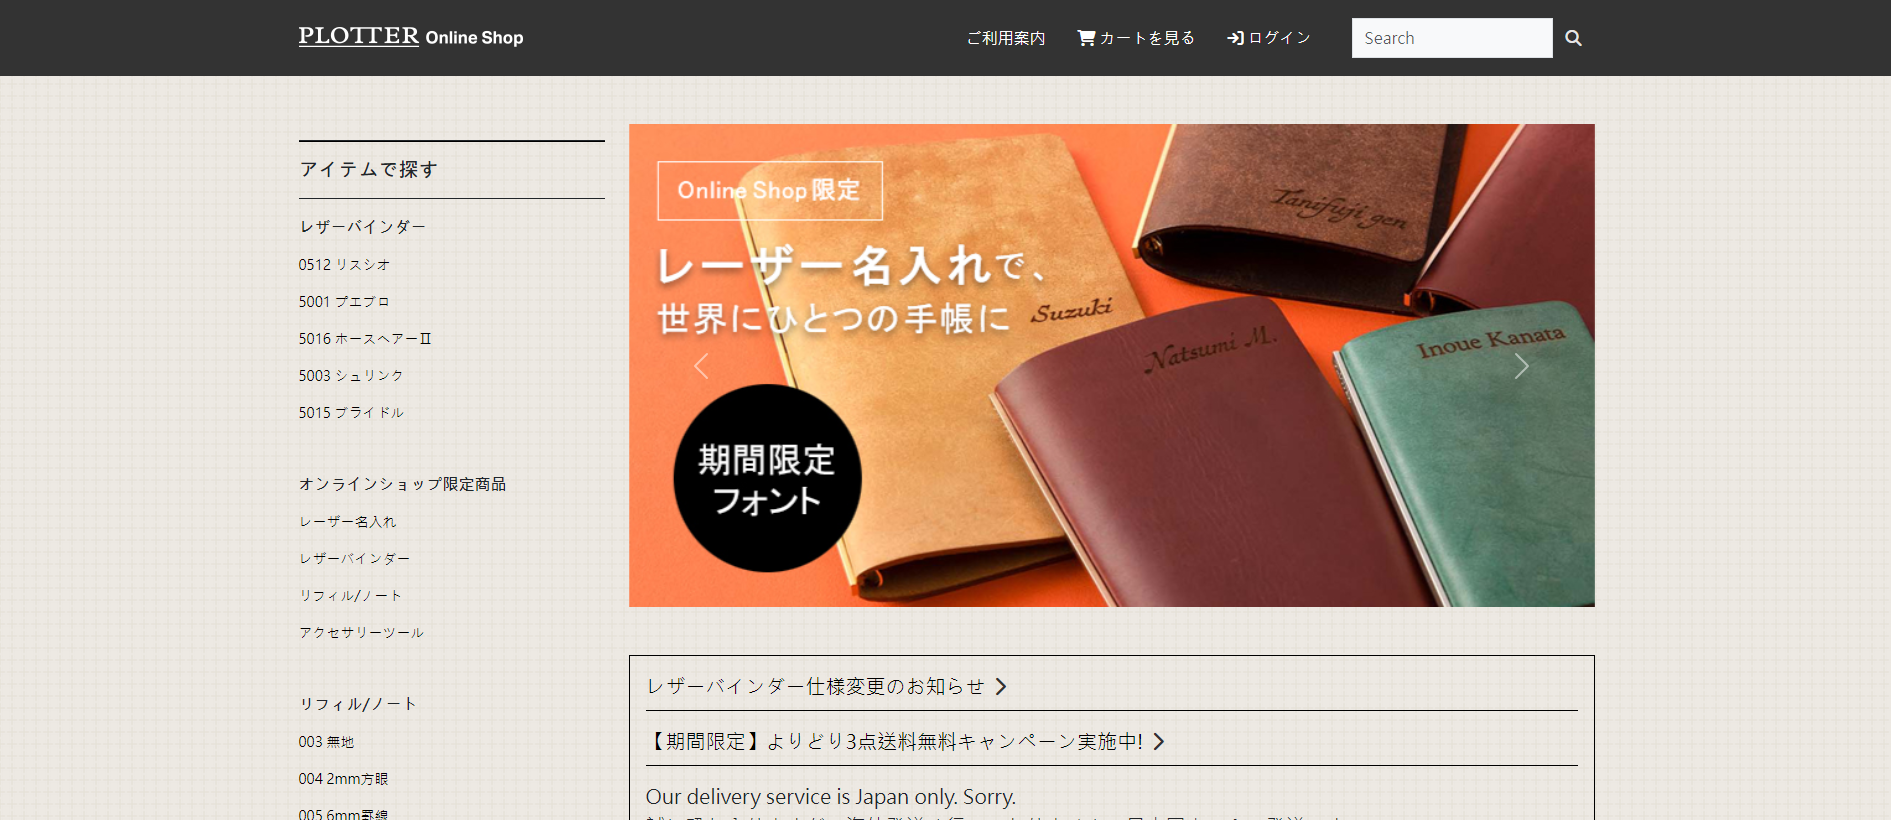 PLOTTER Online Shop
ご利用案内
カートを見る
ログイン
Search
アイテムで探す
レザーバインダー
0512 リスシオ
5001 プエブロ
5016 ホースヘアーⅡ
5003 シュリンク
5015 ブライドル
オンラインショップ限定商品
レーザー名入れ
レザーバインダー
リフィル/ノート
アクセサリーツール
リフィル/ノート
003 無地
004 2mm方眼
005 6mm罫線
Online Shop 限定
レーザー名入れで、
世界にひとつの手帳に
Suzuki
Tanifuji gen
Natsumi M.
Inoue Kanata
期間限定
フォント
レザーバインダー仕様変更のお知らせ
【期間限定】よりどり3点送料無料キャンペーン実施中!
Our delivery service is Japan only. Sorry.